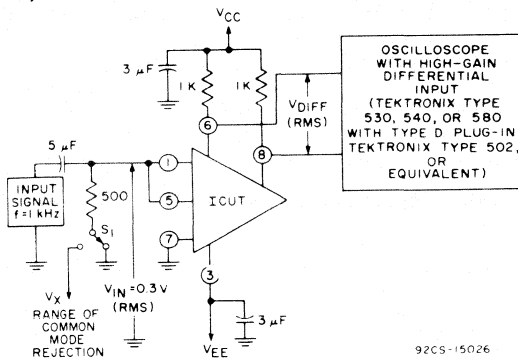 VCC
3 µF
1 K
1K
6
VDIFF
(RMS)
8
OSCILLOSCOPE
WITH HIGH-GAIN
DIFFERENTIAL
INPUT
(TEKTRONIX TYPE
530, 540, OR 580
WITH TYPE D PLUG-IN
TEKTRONIX TYPE 502,
OR
EQUIVALENT)
5 µF
INPUT
SIGNAL
f=1 kHz
500
S1
1
5
7
ICUT
3
VX
RANGE OF
COMMON
MODE
REJECTION
VIN=0.3 V
(RMS)
3 µF
VEE
92CS-15026